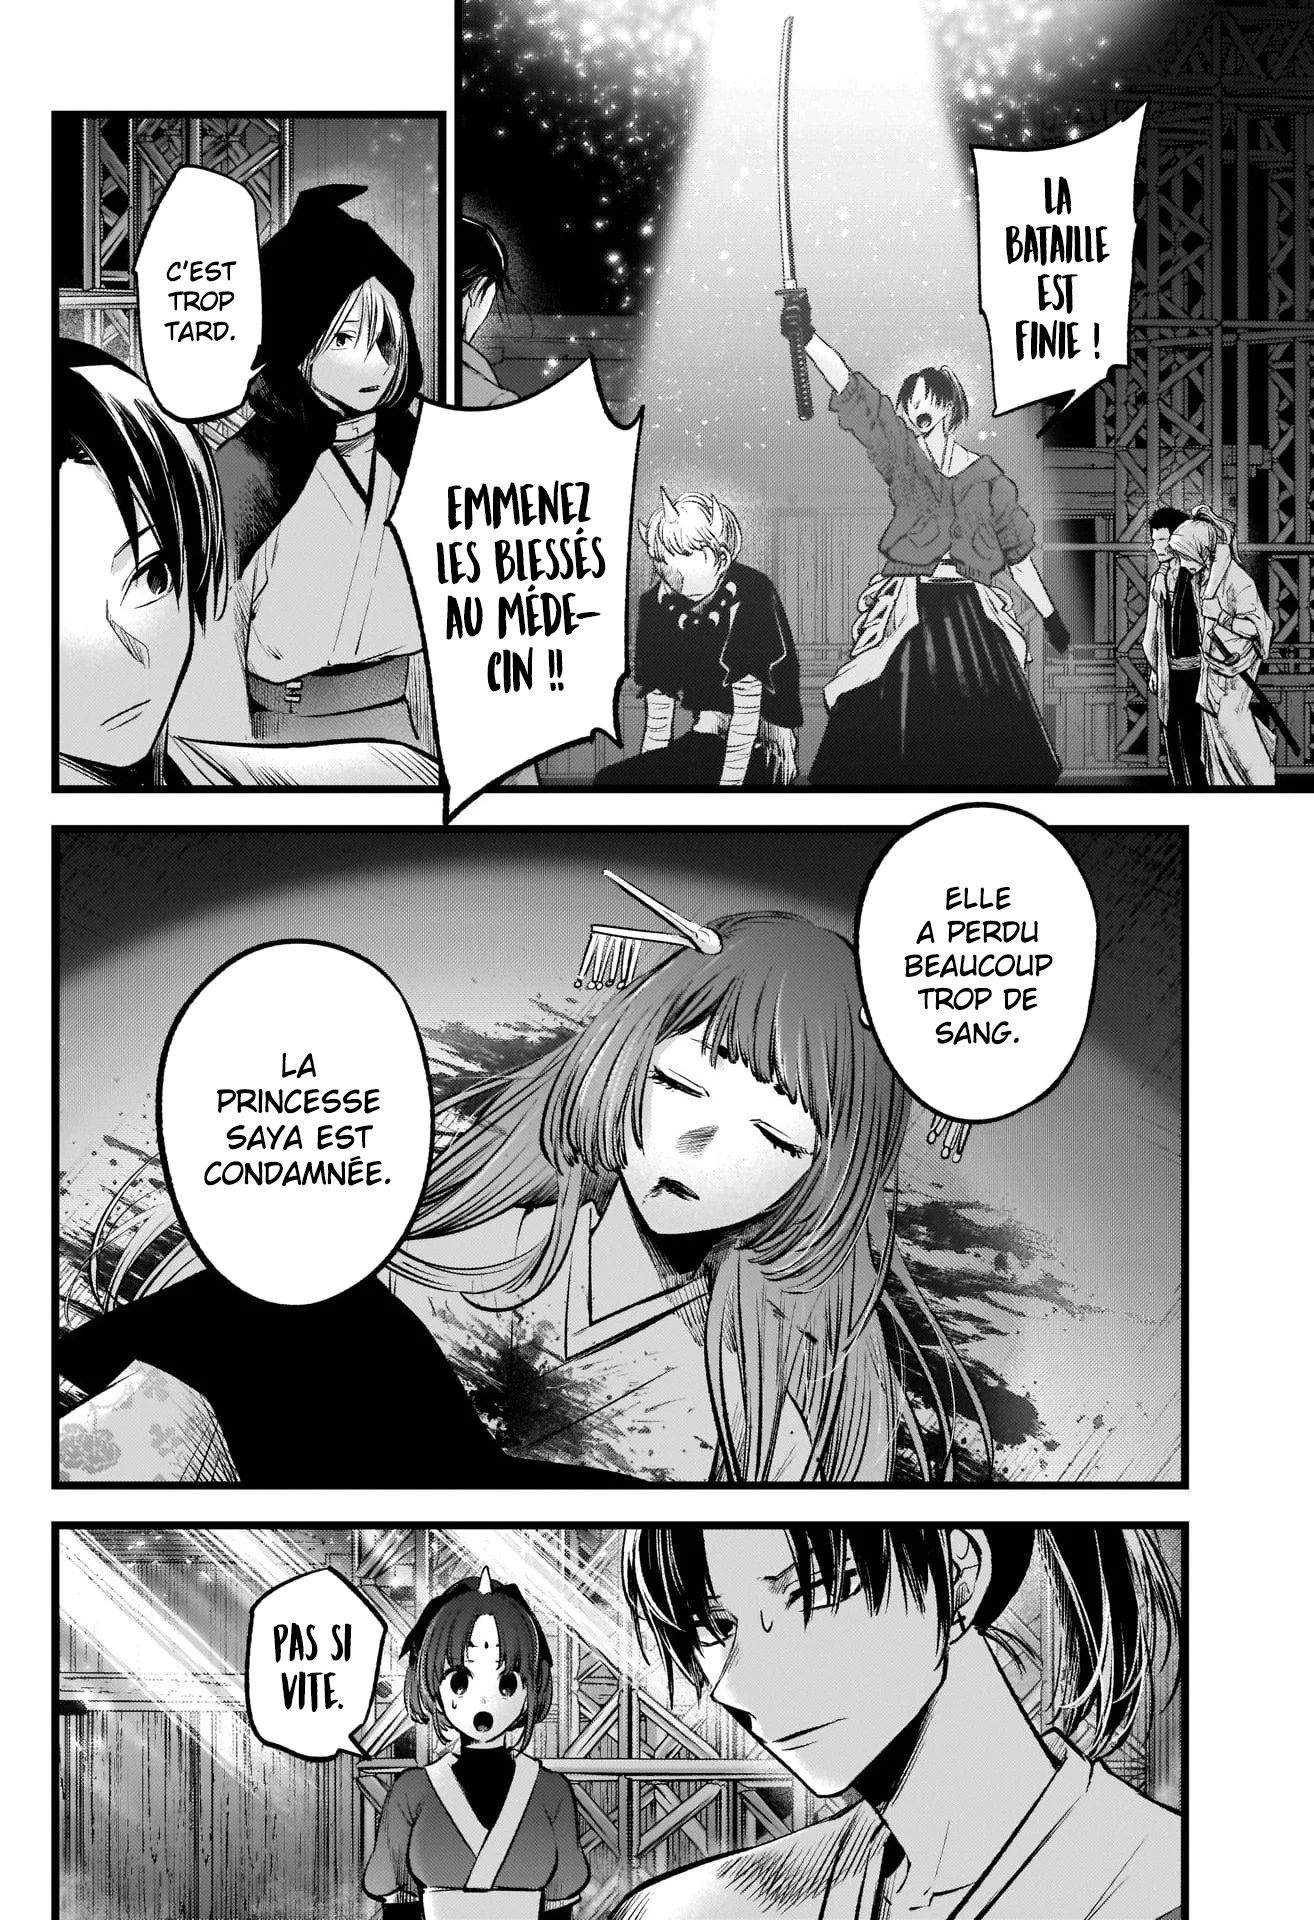 LA
BATAILLE
EST
FINIE !
EMMENEZ
LES BLESSÉS
AU MÉDE-
CIN !!
C'EST
TROP
TARD.
ELLE
A PERDU
BEAUCOUP
TROP DE
SANG.
LA
PRINCESSE
SAYA EST
CONDAMNÉE.
PAS SI
VITE.